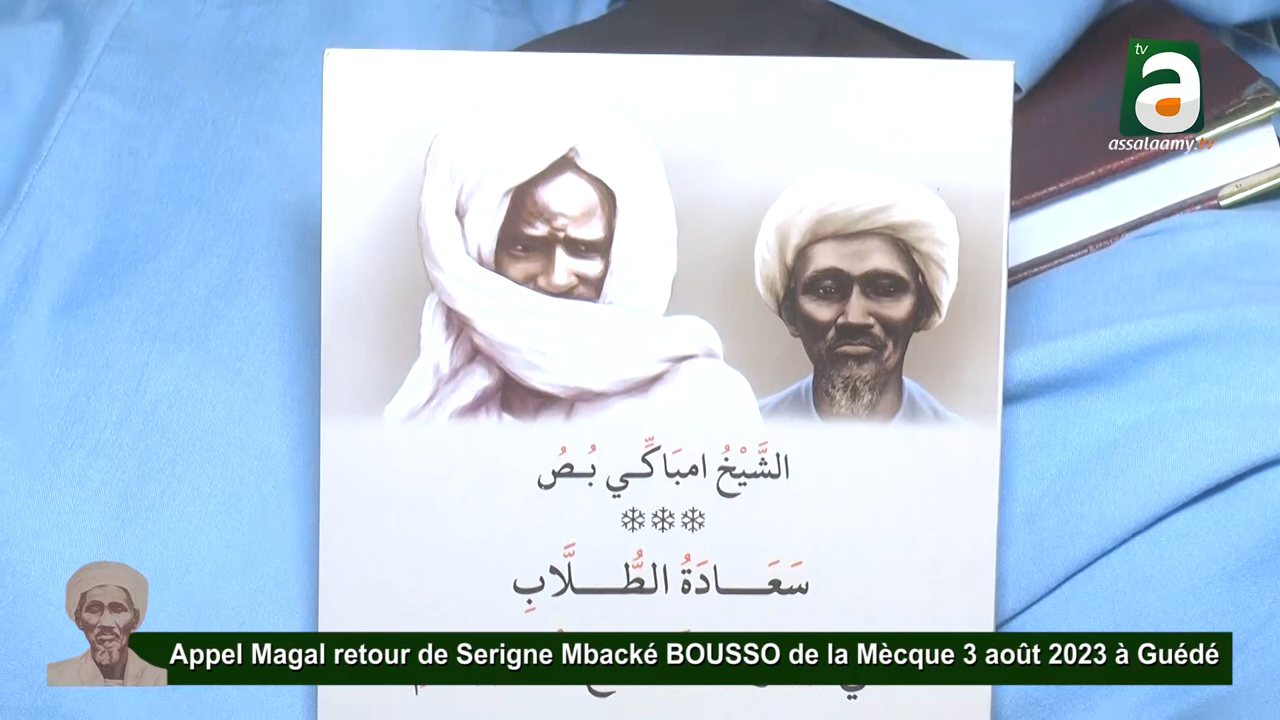 tv
assalaamy.tv
الشَّيْخُ امبَاكِّي بُصُ
سَعَادَةُ الطُّلَّابِ
Appel Magal retour de Serigne Mbacké BOUSSO de la Mècque 3 août 2023 à Guédé